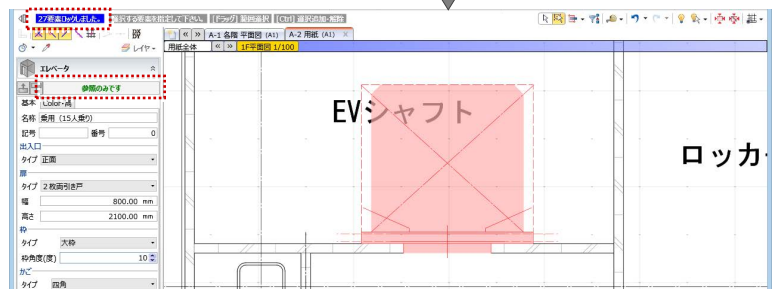 27要素ロックしました。 選択する要素を指定して下さい。 [[ドラッグ] 範囲選択] [[Ctrl] 選択追加・解除]
« » A-1 各階 平面図 (A1) A-2 用紙 (A1) ×
レイヤ
用紙全体 « » 1F平面図 1/100
エレベータ
参照のみです
基本 Color・高
名称 乗用 (15人乗り)
記号 番号 0
出入口
タイプ 正面
扉
タイプ 2枚両引き戸
幅 800.00 mm
高さ 2100.00 mm
枠
タイプ 大枠
枠角度(度) 10
かご
タイプ 四角
EVシャフト
ロッカ